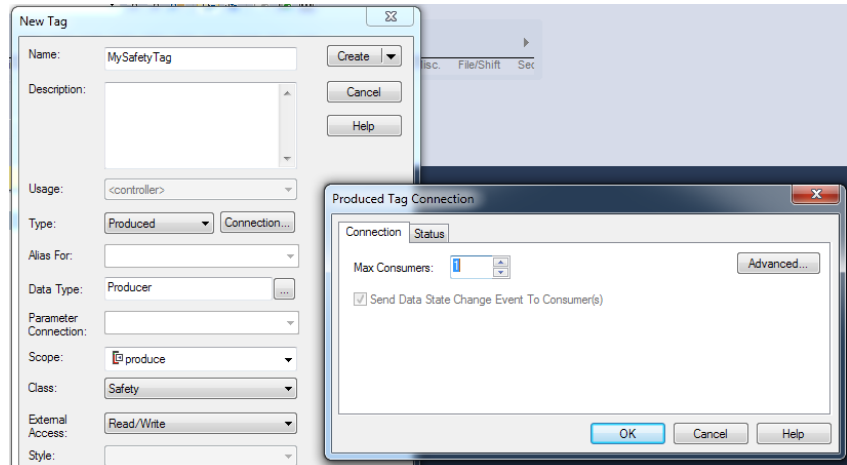 New Tag
Name:
MySafetyTag
Create
Description:
Cancel
Help
File/Shift
Usage:
<controller>
Type:
Produced
Connection...
Alias For:
Data Type:
Producer
...
Parameter
Connection:
Scope:
produce
Class:
Safety
External
Access:
Read/Write
Style:
Produced Tag Connection
Connection
Status
Max Consumers:
1
Advanced...
Send Data State Change Event To Consumer(s)
OK
Cancel
Help